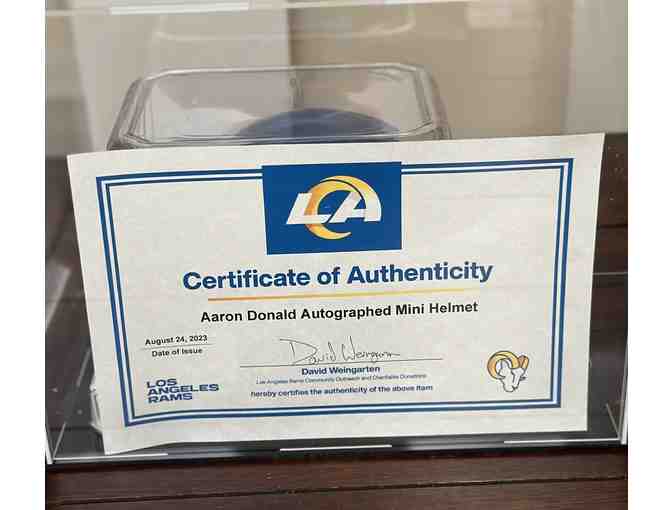 LA
Certificate of Authenticity
Aaron Donald Autographed Mini Helmet
August 24, 2023
Date of Issue
David Weingarten
David Weingarten
Los Angeles Rams Community Outreach and Charitable Donations
hereby certifies the authenticity of the above item
LOS
ANGELES
RAMS